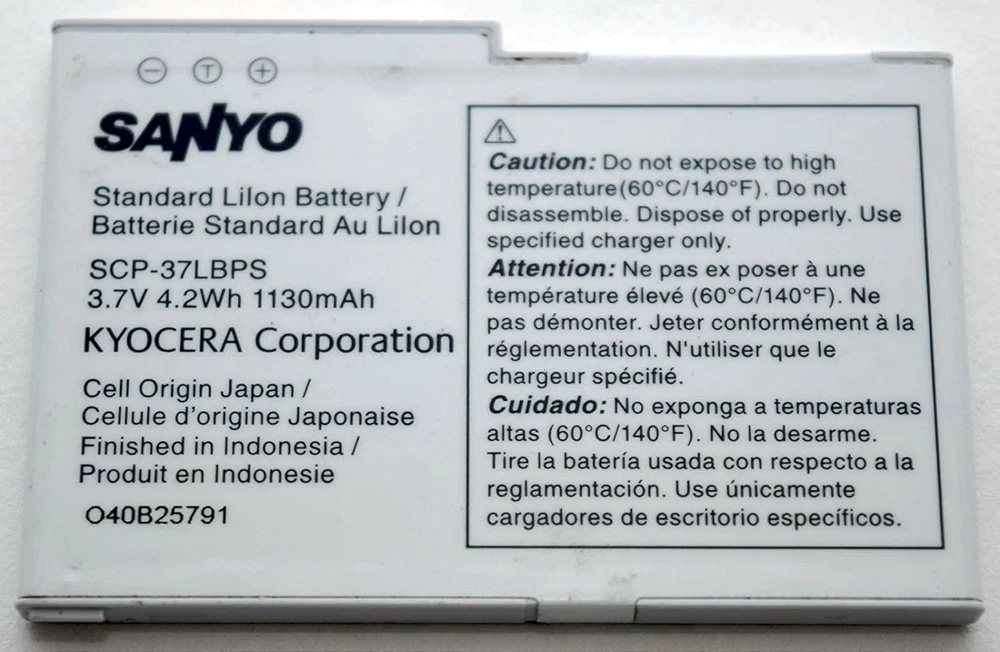 SANYO
Standard LiIon Battery /
Batterie Standard Au LiIon
SCP-37LBPS
3.7V 4.2Wh 1130mAh
KYOCERA Corporation
Cell Origin Japan /
Cellule d'origine Japonaise
Finished in Indonesia /
Produit en Indonesie
O40B25791
Caution: Do not expose to high
temperature(60°C/140°F). Do not
disassemble. Dispose of properly. Use
specified charger only.
Attention: Ne pas ex poser à une
température élevé (60°C/140°F). Ne
pas démonter. Jeter conformément à la
réglementation. N'utiliser que le
chargeur spécifié.
Cuidado: No exponga a temperaturas
altas (60°C/140°F). No la desarme.
Tire la batería usada con respecto a la
reglamentación. Use únicamente
cargadores de escritorio específicos.